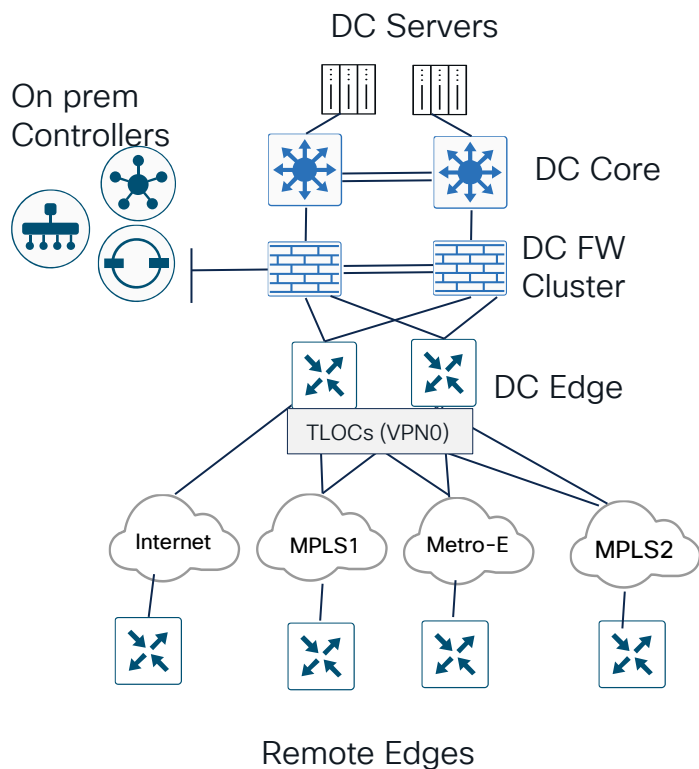 DC Servers
On prem
Controllers
DC Core
DC FW
Cluster
DC Edge
TLOCs (VPN0)
Internet
MPLS1
Metro-E
MPLS2
Remote Edges